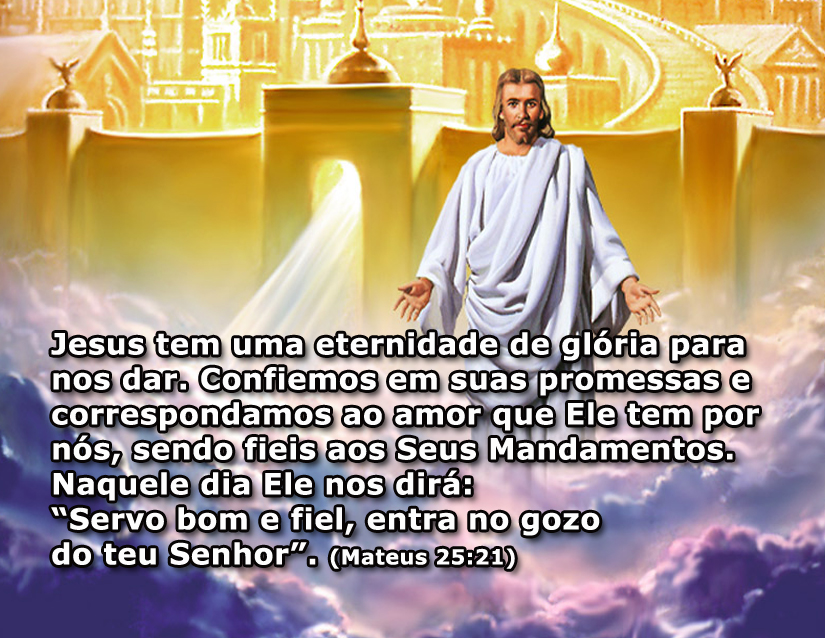 Jesus tem uma eternidade de glória para
nos dar. Confiemos em suas promessas e
correspondamos ao amor que Ele tem por
nós, sendo fieis aos Seus Mandamentos.
Naquele dia Ele nos dirá:
“Servo bom e fiel, entra no gozo
do teu Senhor”. (Mateus 25:21)